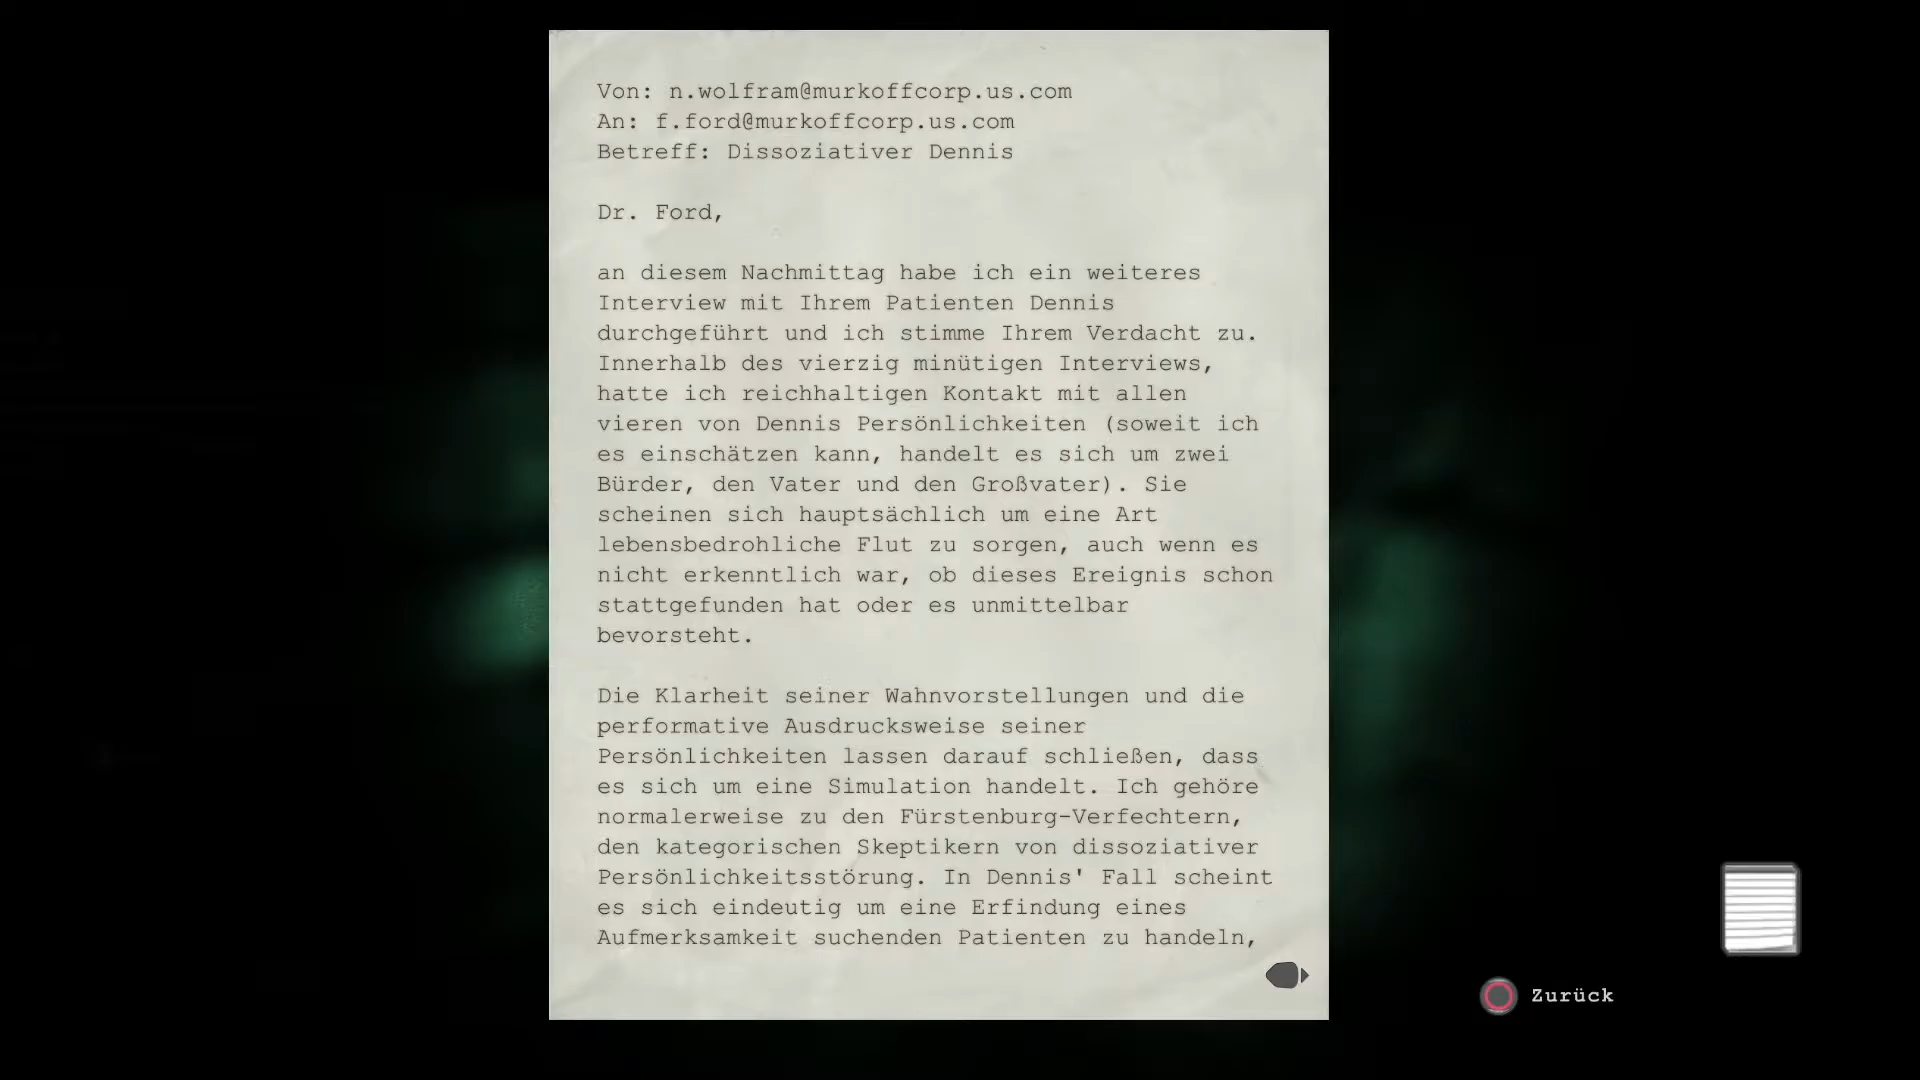 Von: n.wolfram@murkoffcorp.us.com
An: f.ford@murkoffcorp.us.com
Betreff: Dissoziativer Dennis
Dr. Ford,
an diesem Nachmittag habe ich ein weiteres
Interview mit Ihrem Patienten Dennis
durchgeführt und ich stimme Ihrem Verdacht zu.
Innerhalb des vierzig minütigen Interviews,
hatte ich reichhaltigen Kontakt mit allen
vieren von Dennis Persönlichkeiten (soweit ich
es einschätzen kann, handelt es sich um zwei
Bürder, den Vater und den Großvater). Sie
scheinen sich hauptsächlich um eine Art
lebensbedrohliche Flut zu sorgen, auch wenn es
nicht erkenntlich war, ob dieses Ereignis schon
stattgefunden hat oder es unmittelbar
bevorsteht.
Die Klarheit seiner Wahnvorstellungen und die
performative Ausdrucksweise seiner
Persönlichkeiten lassen darauf schließen, dass
es sich um eine Simulation handelt. Ich gehöre
normalerweise zu den Fürstenburg-Verfechtern,
den kategorischen Skeptikern von dissoziativer
Persönlichkeitsstörung. In Dennis' Fall scheint
es sich eindeutig um eine Erfindung eines
Aufmerksamkeit suchenden Patienten zu handeln,
Zurück